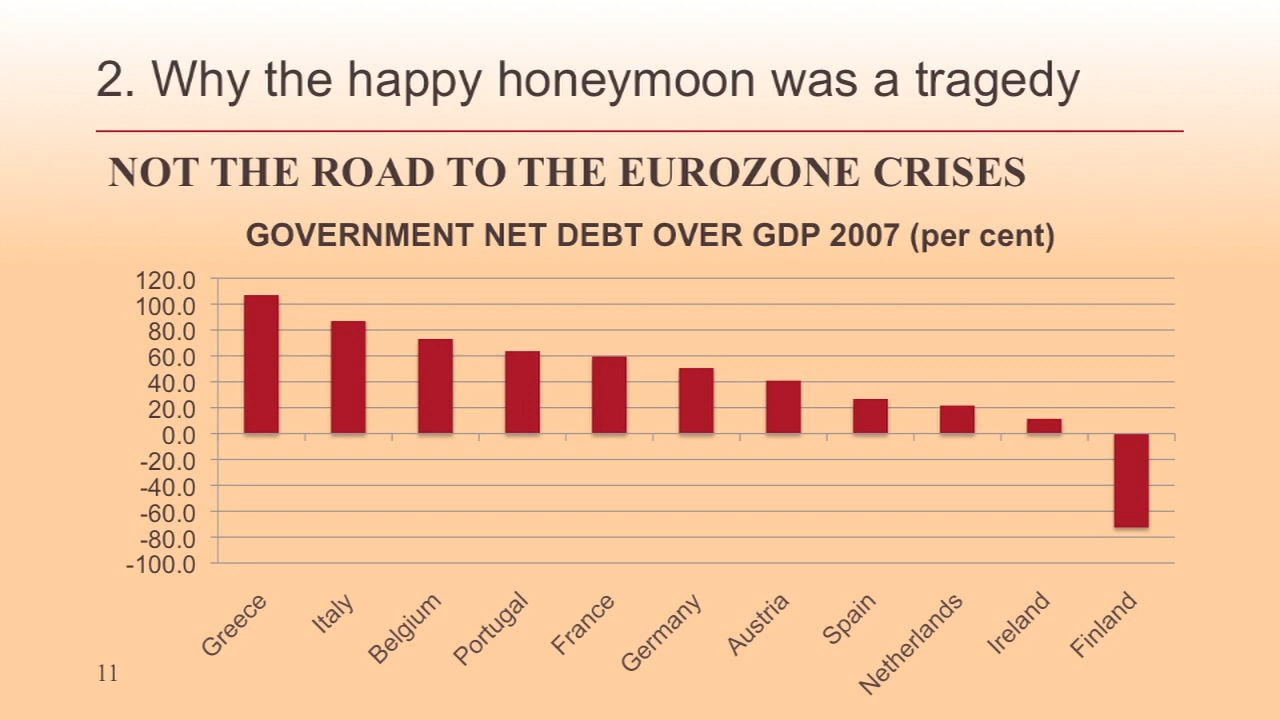 2. Why the happy honeymoon was a tragedy
NOT THE ROAD TO THE EUROZONE CRISES
GOVERNMENT NET DEBT OVER GDP 2007 (per cent)
120.0
100.0
80.0
60.0
40.0
20.0
0.0
-20.0
-40.0
-60.0
-80.0
-100.0
Greece
Italy
Belgium
Portugal
France
Germany
Austria
Spain
Netherlands
Ireland
Finland
11